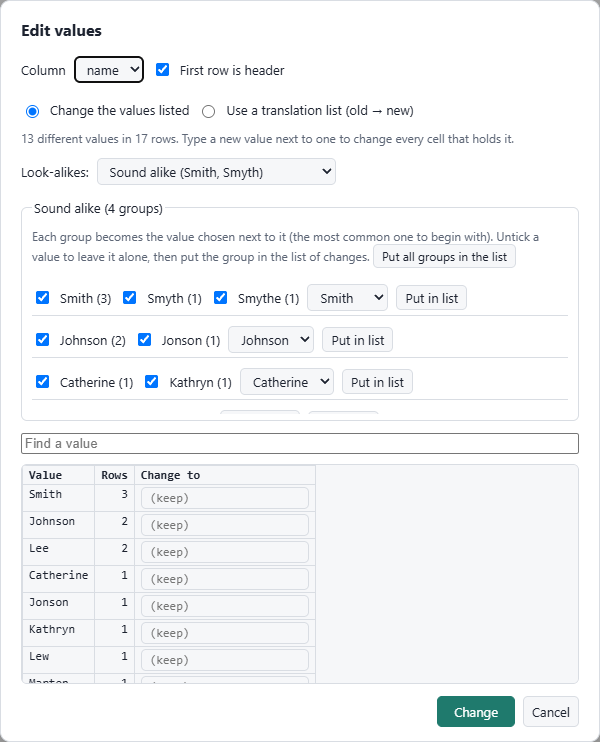 Edit values
Column name First row is header
Change the values listed Use a translation list (old → new)
13 different values in 17 rows. Type a new value next to one to change every cell that holds it.
Look-alikes: Sound alike (Smith, Smyth)
Sound alike (4 groups)
Each group becomes the value chosen next to it (the most common one to begin with). Untick a
value to leave it alone, then put the group in the list of changes. Put all groups in the list
Smith (3) Smyth (1) Smythe (1) Smith Put in list
Johnson (2) Jonson (1) Johnson Put in list
Catherine (1) Kathryn (1) Catherine Put in list
Find a value
Value Rows Change to
Smith 3 (keep)
Johnson 2 (keep)
Lee 2 (keep)
Catherine 1 (keep)
Jonson 1 (keep)
Kathryn 1 (keep)
Lew 1 (keep)
Change Cancel